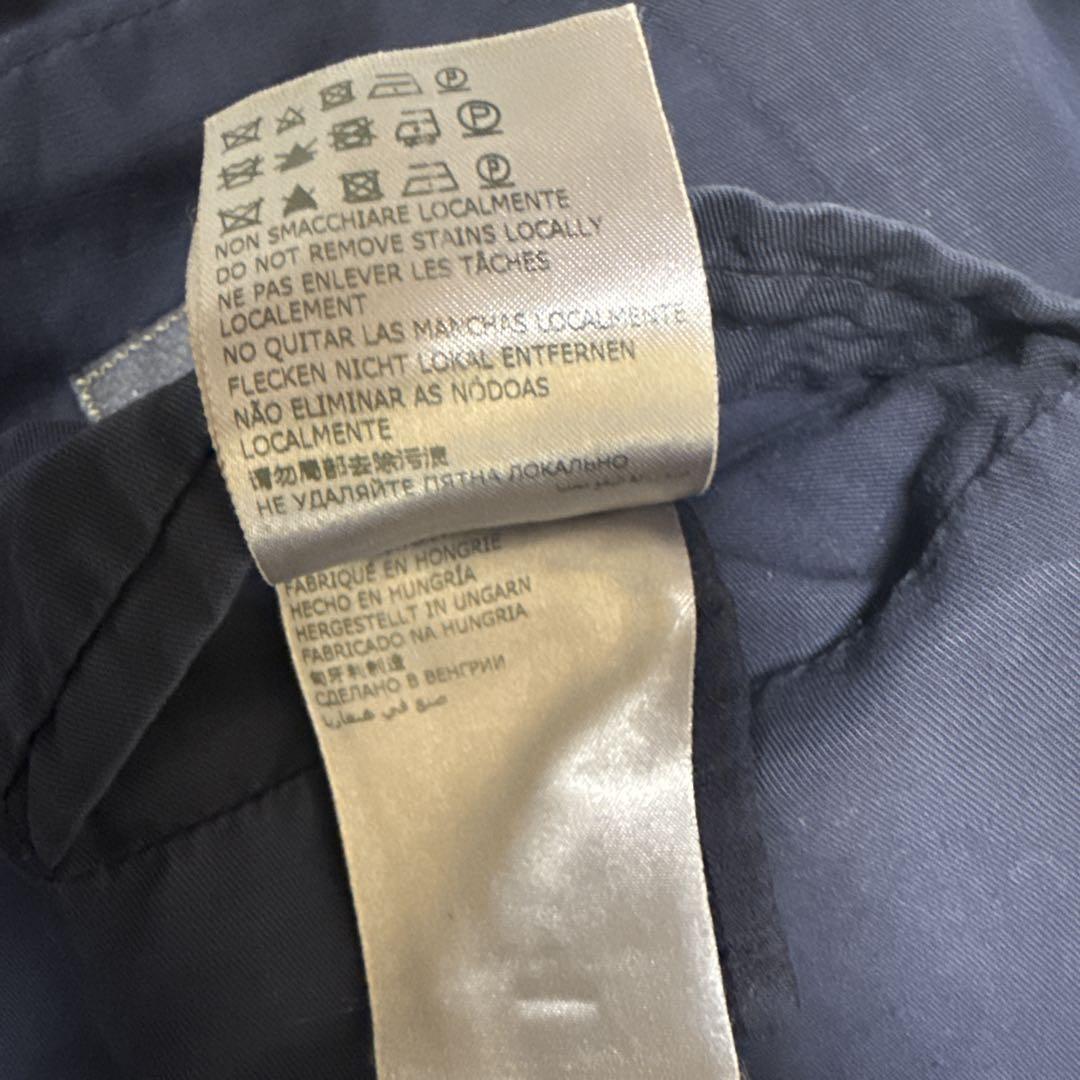 NON SMACCHIARE LOCALMENTE
DO NOT REMOVE STAINS LOCALLY
NE PAS ENLEVER LES TÂCHES
LOCALEMENT
NO QUITAR LAS MANCHAS LOCALMENTE
FLECKEN NICHT LOKAL ENTFERNEN
NÃO ELIMINAR AS NÓDOAS
LOCALMENTE
请勿局部去除污渍
НЕ УДАЛЯЙТЕ ПЯТНА ЛОКАЛЬНО
FABRIQUÉ EN HONGRIE
HECHO EN HUNGRÍA
HERGESTELLT IN UNGARN
FABRICADO NA HUNGRIA
匈牙利制造
СДЕЛАНО В ВЕНГРИИ
صنع في هنغاريا